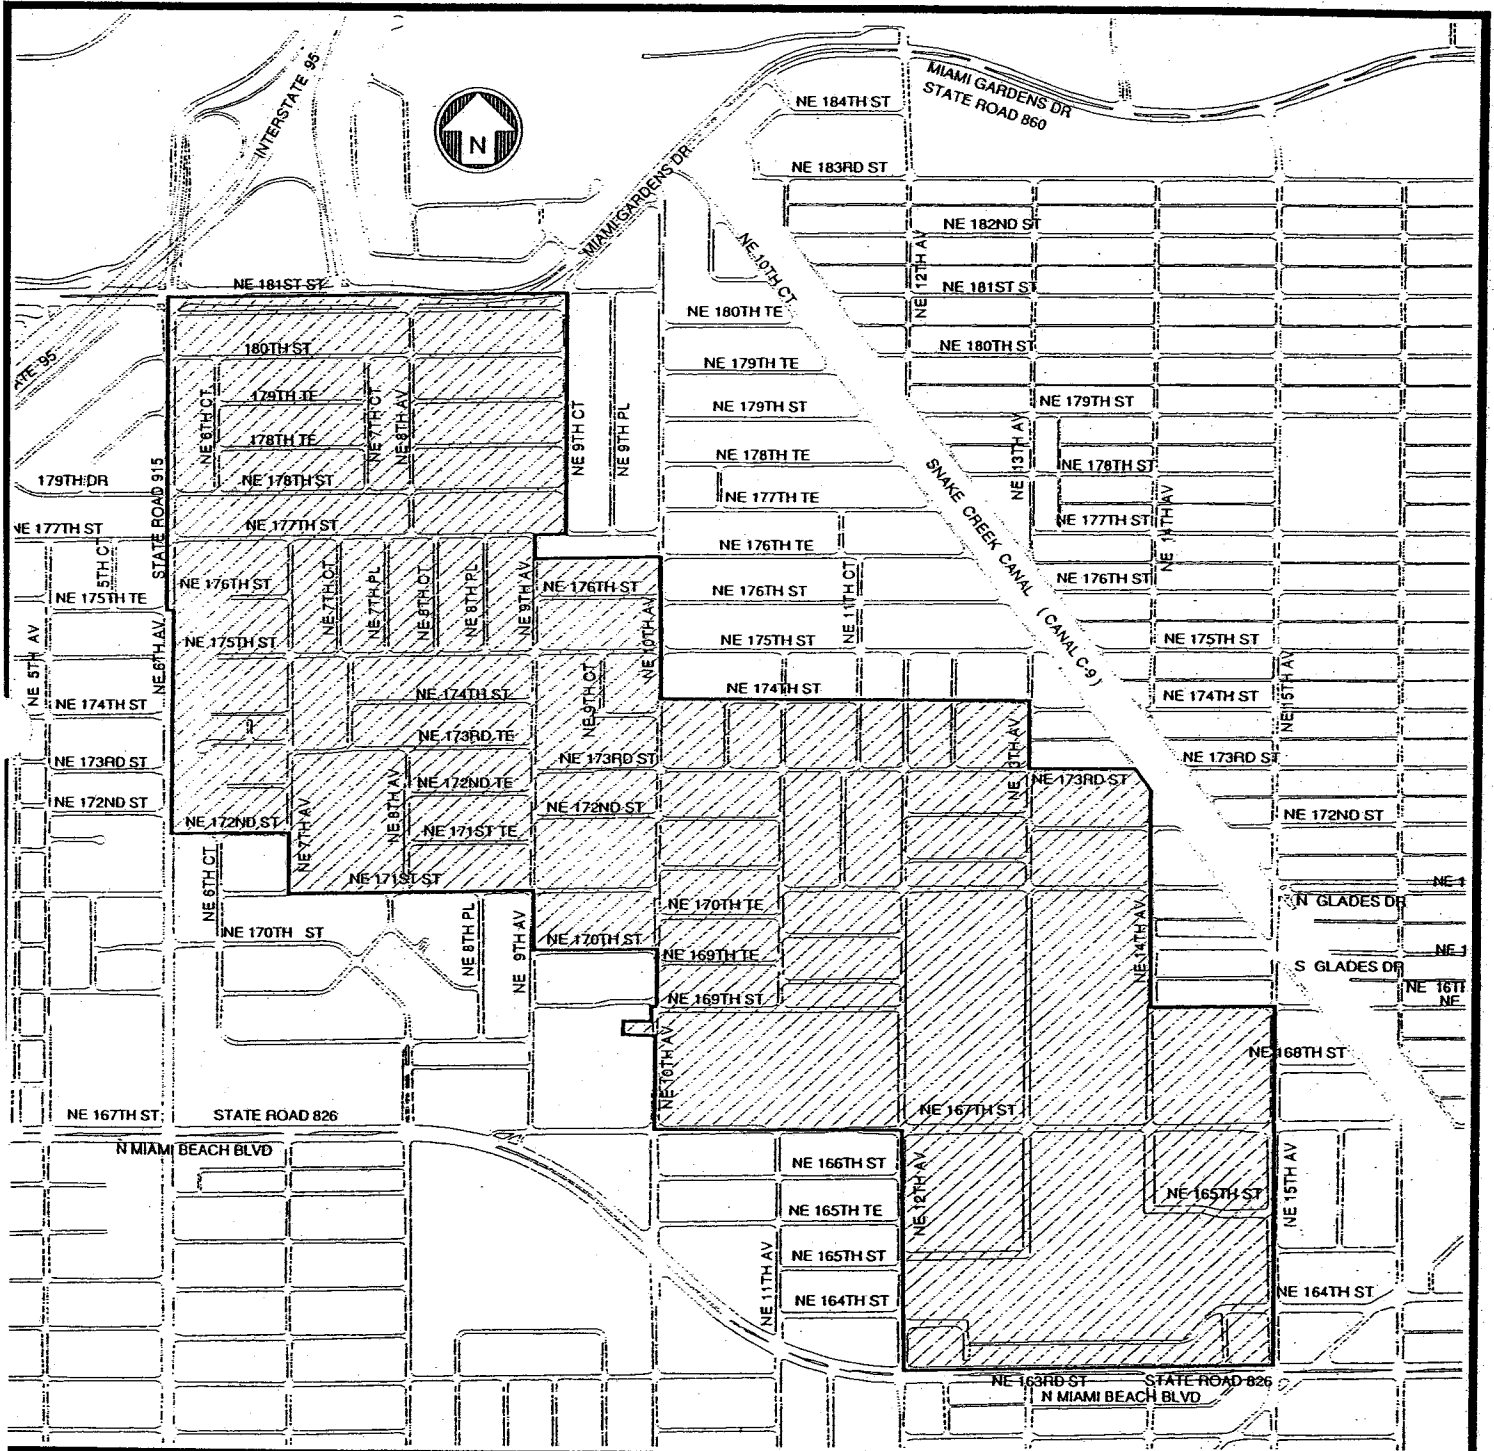 INTERSTATE 95
MIAMI GARDENS DR
STATE ROAD 860
NE 184TH ST
N
MIAMI GARDENS DR
NE 183RD ST
NE 182ND ST
NE 10TH CT
NE 12TH AV
NE 181ST ST
NE 181ST ST
NE 180TH TE
NE 180TH ST
180TH ST
ATE 95
NE 179TH TE
179TH TE
NE 6TH CT
NE 7TH CT
NE 8TH AV
NE 9TH CT
NE 9TH PL
NE 179TH ST
NE 179TH ST
178TH TE
NE 13TH AV
NE 178TH TE
NE 178TH ST
179TH DR
NE 178TH ST
STATE ROAD 915
NE 177TH TE
SNAKE CREEK CANAL (CANAL C-9)
NE 14TH AV
NE 177TH ST
NE 177TH ST
NE 177TH ST
5TH CT
NE 176TH TE
NE 176TH ST
NE 7TH CT
NE 7TH PL
NE 8TH CT
NE 8TH PL
NE 9TH AV
NE 176TH ST
NE 176TH ST
NE 11TH CT
NE 176TH ST
NE 175TH TE
NE 10TH AV
NE 5TH AV
NE 6TH AV
NE 175TH ST
NE 175TH ST
NE 175TH ST
NE 15TH AV
NE 174TH ST
NE 174TH ST
NE 9TH CT
NE 174TH ST
NE 174TH ST
NE 173RD TE
NE 173RD ST
NE 173RD ST
NE 13TH AV
NE 173RD ST
NE 173RD ST
NE 172ND TE
NE 172ND ST
NE 172ND ST
NE 172ND ST
NE 172ND ST
NE 7TH AV
NE 8TH AV
NE 171ST TE
NE 171ST ST
NE 6TH CT
NE 1
N GLADES DR
NE 170TH TE
NE 170TH ST
NE 8TH PL
NE 9TH AV
NE 170TH ST
NE 14TH AV
NE 1
NE 169TH TE
S GLADES DR
NE 169TH ST
NE
NE 10TH AV
NE 168TH ST
NE 167TH ST
STATE ROAD 826
NE 167TH ST
N MIAMI BEACH BLVD
NE 166TH ST
NE 12TH AV
NE 165TH ST
NE 15TH AV
NE 165TH TE
NE 11TH AV
NE 165TH ST
NE 164TH ST
NE 164TH ST
NE 163RD ST
STATE ROAD 826
N MIAMI BEACH BLVD